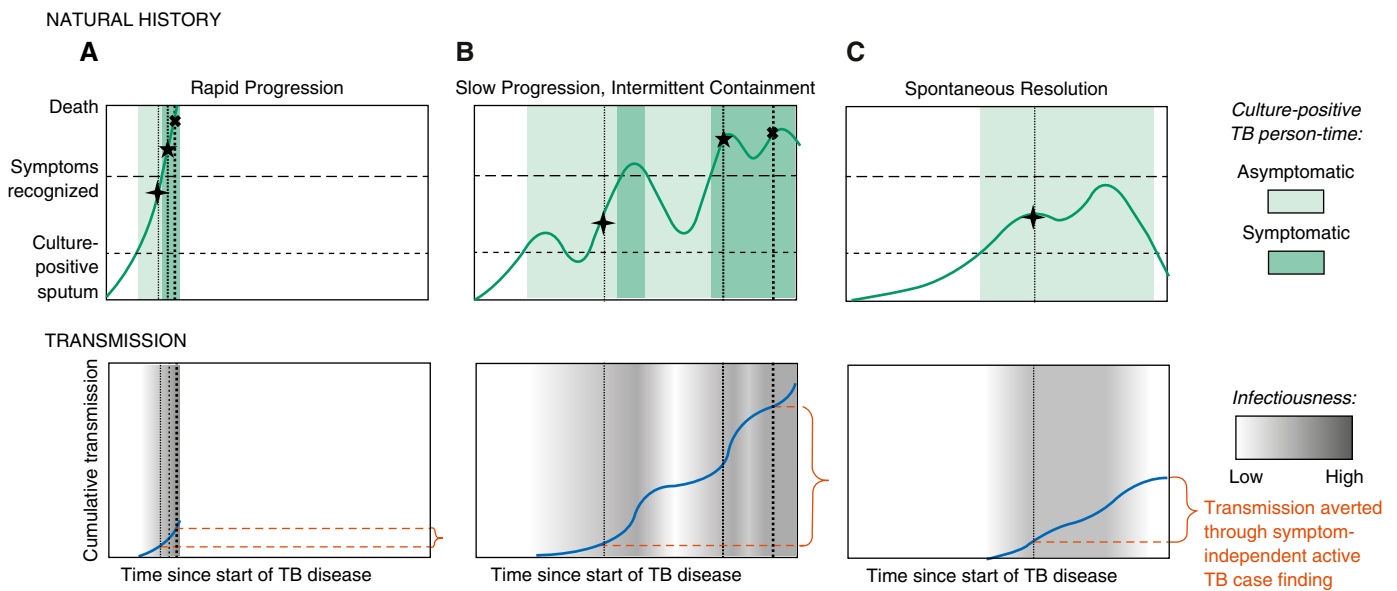 NATURAL HISTORY
A
B
C
Rapid Progression
Slow Progression, Intermittent Containment
Spontaneous Resolution
Death
Symptoms
recognized
Culture-
positive
sputum
Culture-positive
TB person-time:
Asymptomatic
Symptomatic
TRANSMISSION
Cumulative transmission
Time since start of TB disease
Time since start of TB disease
Time since start of TB disease
Infectiousness:
Low High
Transmission averted
through symptom-
independent active
TB case finding